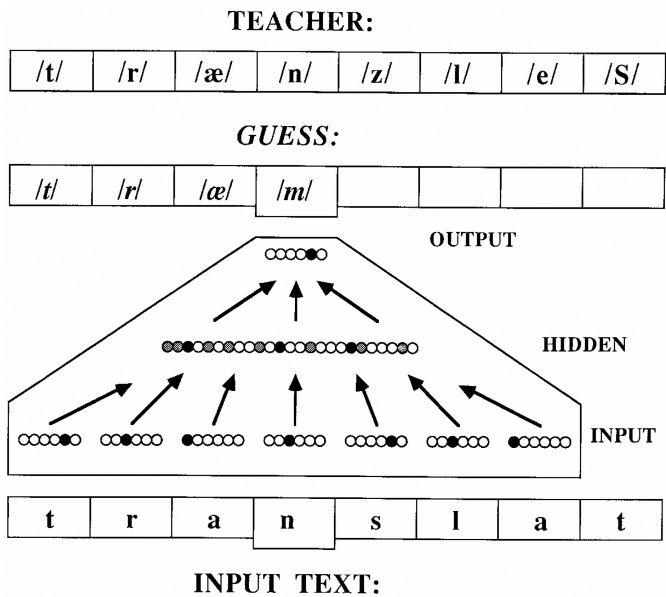 TEACHER:
/t/ /r/ /æ/ /n/ /z/ /l/ /e/ /S/
GUESS:
/t/ /r/ /æ/ /m/
OUTPUT
HIDDEN
INPUT
t r a n s l a t
INPUT TEXT: